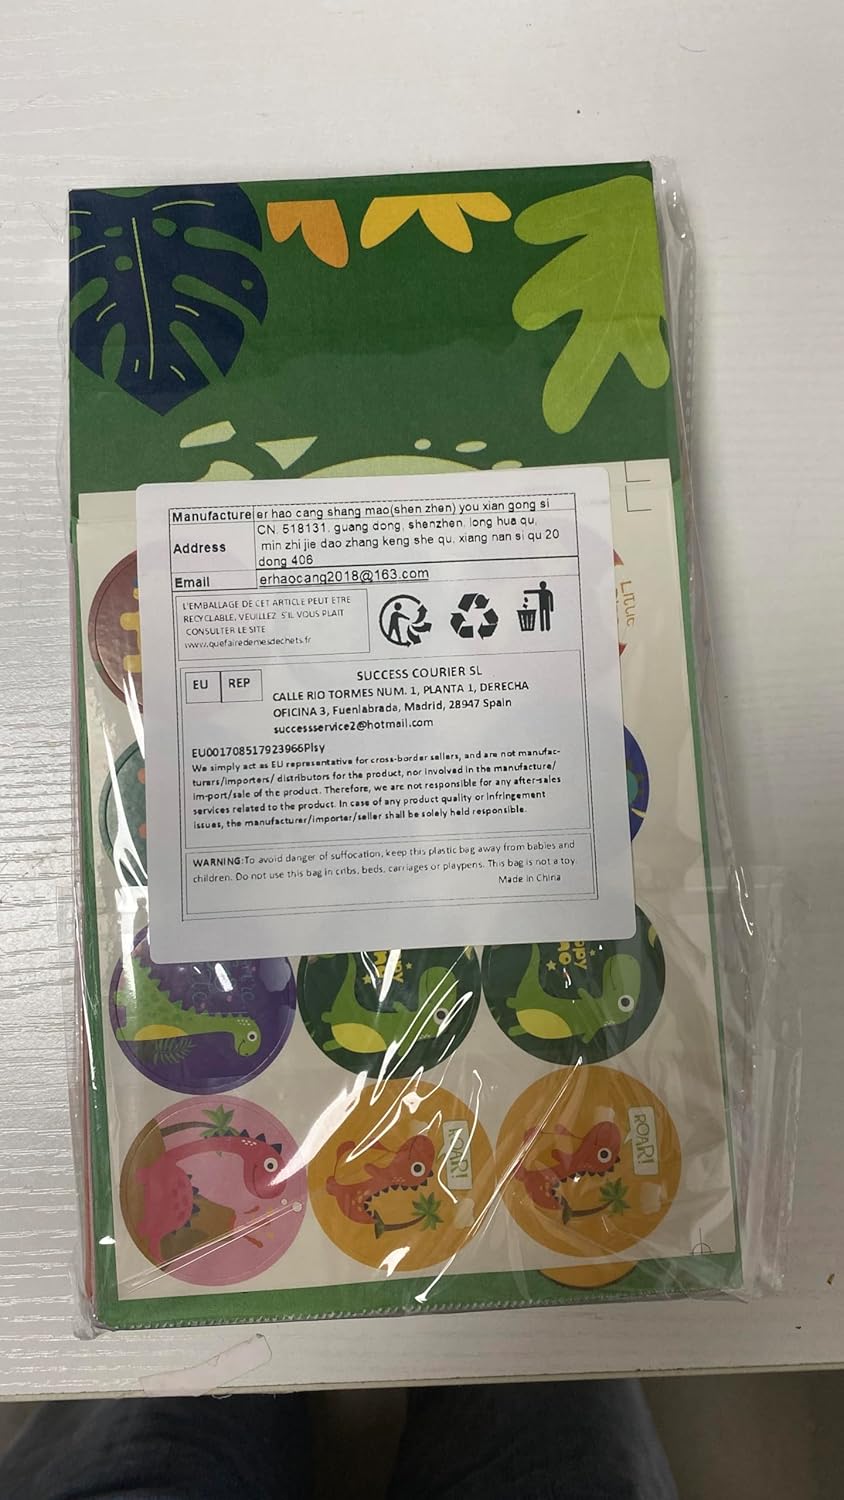 Manufacture er hao cang shang mao(shen zhen) you xian gong si
Address CN. 518131, guang dong, shenzhen, long hua qu,
min zhi jie dao zhang keng she qu, xiang nan si qu 20
dong 406
Email erhaocang2018@163.com
L'EMBALLAGE DE CET ARTICLE PEUT ETRE
RECYCLABLE, VEUILLEZ S'IL VOUS PLAIT
CONSULTER LE SITE
www.quefairedemesdechets.fr
EU REP
SUCCESS COURIER SL
CALLE RIO TORMES NUM. 1, PLANTA 1, DERECHA
OFICINA 3, Fuenlabrada, Madrid, 28947 Spain
successservice2@hotmail.com
EU001708517923966Plsy
We simply act as EU representative for cross-border sellers, and are not manufac-
turers/importers/ distributors for the product, nor involved in the manufacture/
im-port/sale of the product. Therefore, we are not responsible for any after-sales
services related to the product. In case of any product quality or infringement
issues, the manufacturer/importer/seller shall be solely held responsible.
WARNING:To avoid danger of suffocation, keep this plastic bag away from babies and
children. Do not use this bag in cribs, beds, carriages or playpens. This bag is not a toy.
Made in China
LITTLE
ROAR!
ROAR!